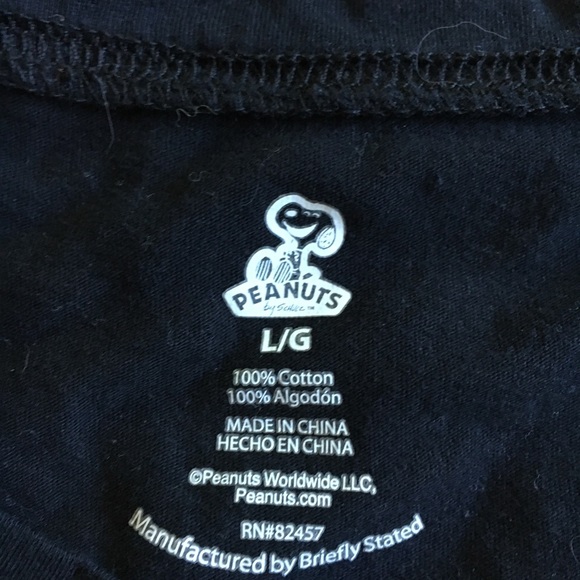 PEANUTS
by Schulz™
L/G
100% Cotton
100% Algodón
MADE IN CHINA
HECHO EN CHINA
©Peanuts Worldwide LLC,
Peanuts.com
RN#82457
Manufactured by Briefly Stated